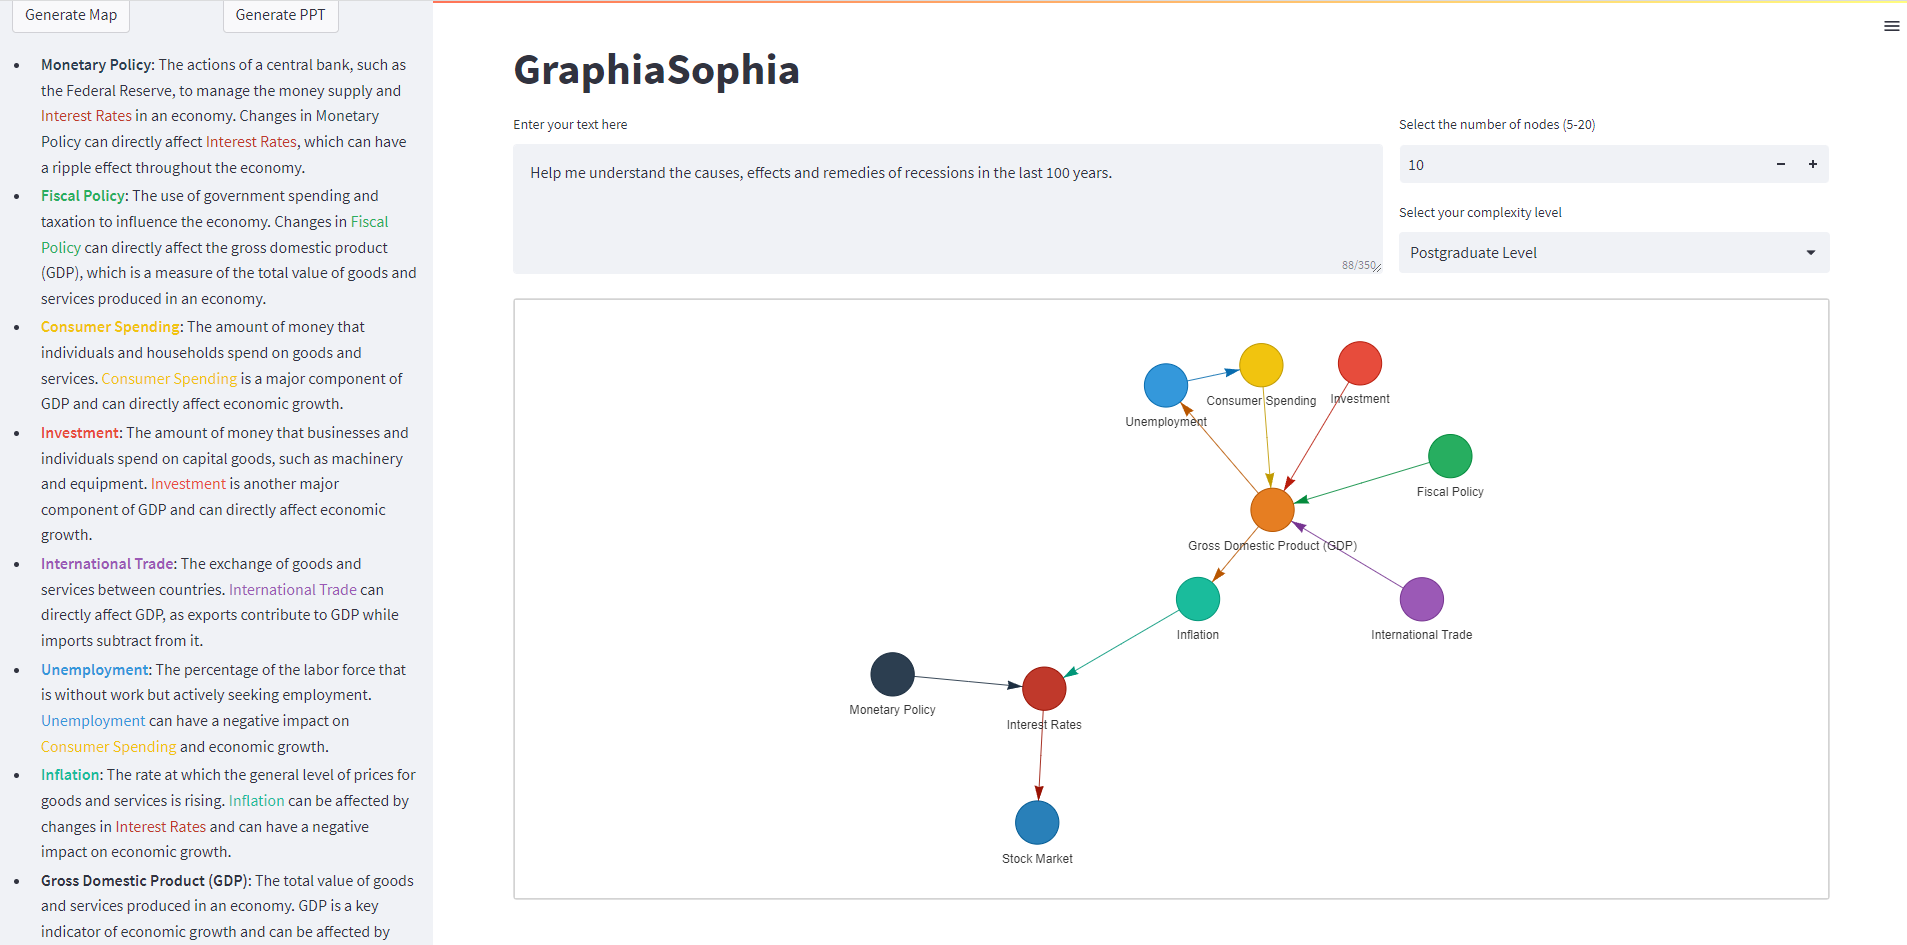 Generate Map
Generate PPT
Monetary Policy: The actions of a central bank, such as
the Federal Reserve, to manage the money supply and
Interest Rates in an economy. Changes in Monetary
Policy can directly affect Interest Rates, which can have
a ripple effect throughout the economy.
Fiscal Policy: The use of government spending and
taxation to influence the economy. Changes in Fiscal
Policy can directly affect the gross domestic product
(GDP), which is a measure of the total value of goods and
services produced in an economy.
Consumer Spending: The amount of money that
individuals and households spend on goods and
services. Consumer Spending is a major component of
GDP and can directly affect economic growth.
Investment: The amount of money that businesses and
individuals spend on capital goods, such as machinery
and equipment. Investment is another major
component of GDP and can directly affect economic
growth.
International Trade: The exchange of goods and
services between countries. International Trade can
directly affect GDP, as exports contribute to GDP while
imports subtract from it.
Unemployment: The percentage of the labor force that
is without work but actively seeking employment.
Unemployment can have a negative impact on
Consumer Spending and economic growth.
Inflation: The rate at which the general level of prices for
goods and services is rising. Inflation can be affected by
changes in Interest Rates and can have a negative
impact on economic growth.
Gross Domestic Product (GDP): The total value of goods
and services produced in an economy. GDP is a key
indicator of economic growth and can be affected by
GraphiaSophia
Enter your text here
Help me understand the causes, effects and remedies of recessions in the last 100 years.
88/350
Select the number of nodes (5-20)
10
Select your complexity level
Postgraduate Level
Unemployment
Consumer Spending
Investment
Fiscal Policy
Gross Domestic Product (GDP)
Inflation
International Trade
Monetary Policy
Interest Rates
Stock Market